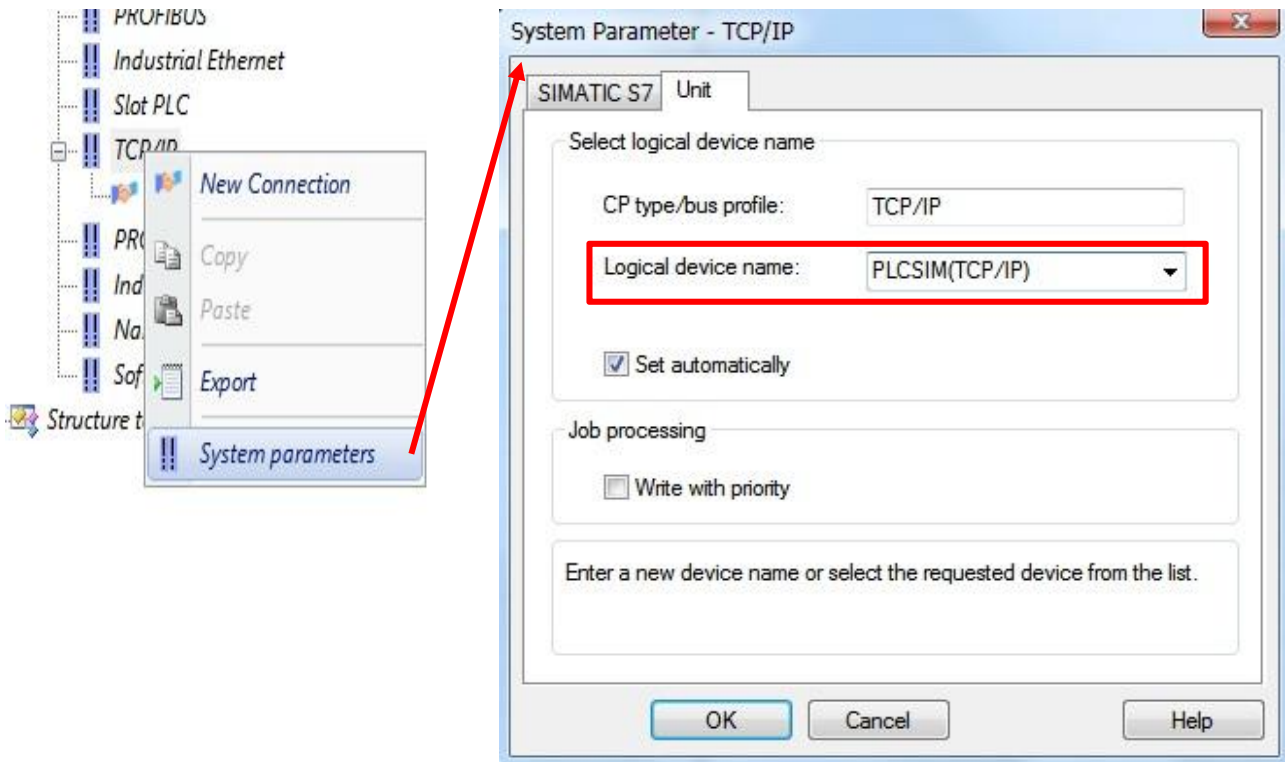 PROFIBUS
Industrial Ethernet
Slot PLC
TCP/IP
New Connection
PRO
Copy
Ind
Paste
Na
Sof
Export
Structure t
System parameters
System Parameter - TCP/IP
SIMATIC S7 Unit
Select logical device name
CP type/bus profile: TCP/IP
Logical device name: PLCSIM(TCP/IP)
Set automatically
Job processing
Write with priority
Enter a new device name or select the requested device from the list.
OK Cancel Help